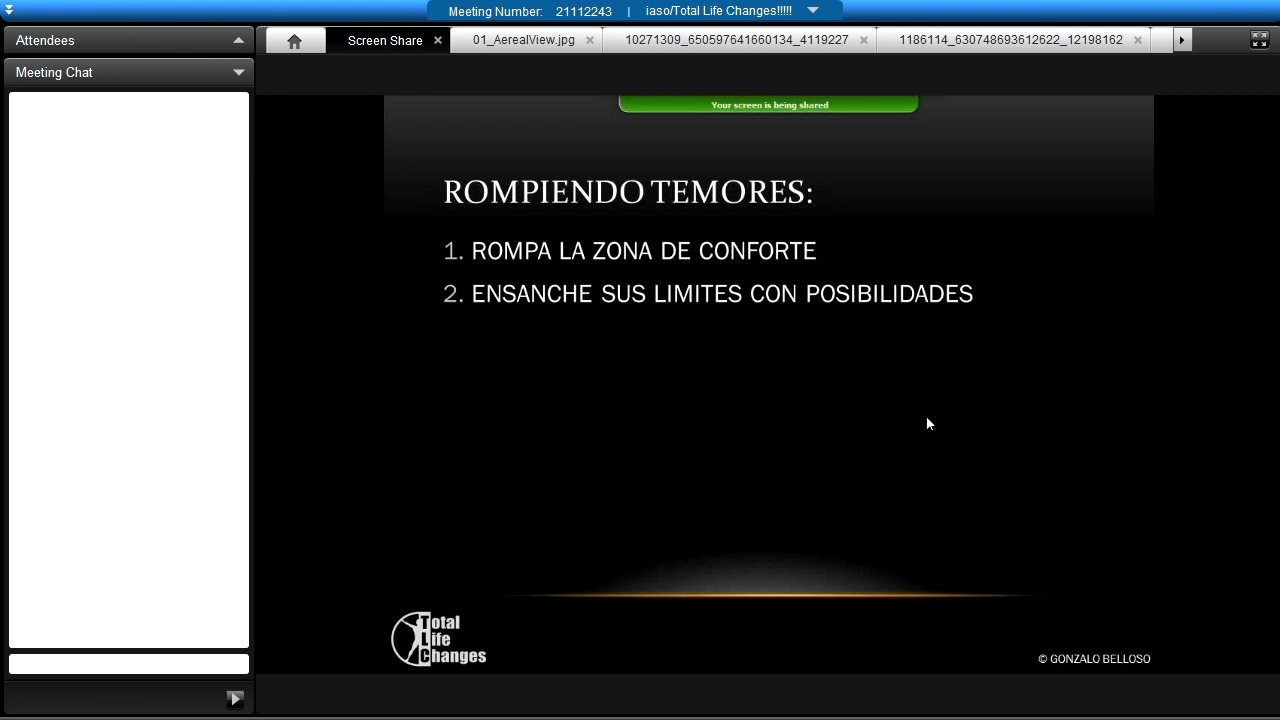 Meeting Number: 21112243 | iaso/Total Life Changes!!!!!
Attendees
Meeting Chat
Screen Share
01_AerealView.jpg
10271309_650597641660134_4119227
1186114_630748693612622_12198162
Your screen is being shared
ROMPIENDO TEMORES:
1. ROMPA LA ZONA DE CONFORTE
2. ENSANCHE SUS LIMITES CON POSIBILIDADES
Total
Life
Changes
© GONZALO BELLOSO